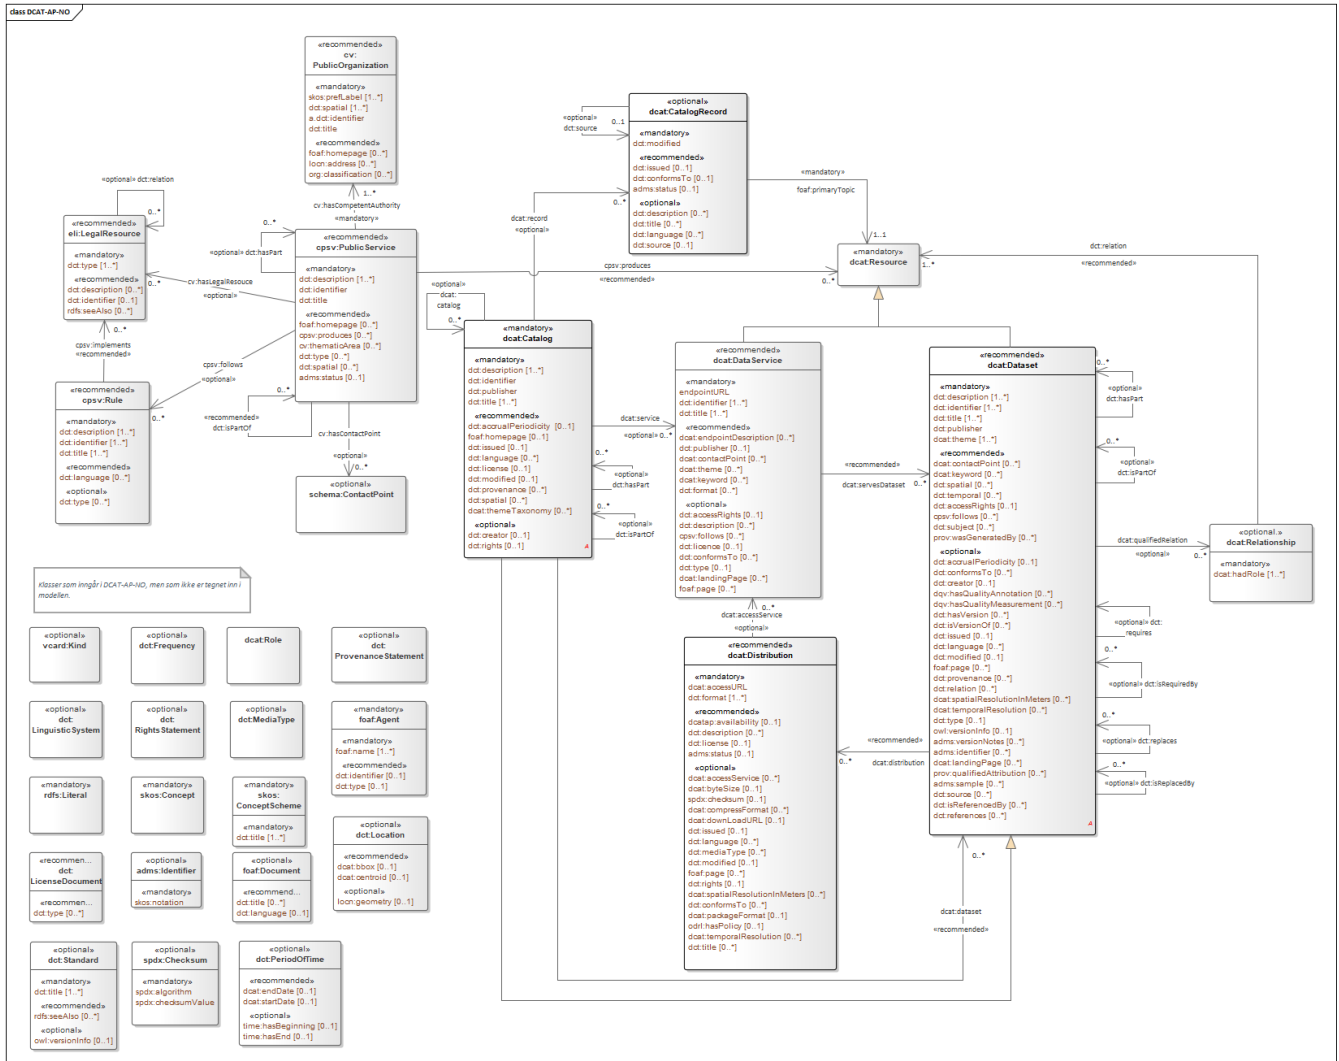 class DCAT-AP-NO
«recommended»
cv:
PublicOrganization
«mandatory»
skos:prefLabel [1..*]
dct:spatial [1..*]
a.dct:identifier
dct:title
«recommended»
foaf:homepage [0..*]
locn:address [0..*]
org:classification [0..*]
1..*
cv:hasCompetentAuthority
«mandatory»
«optional»
dcat:CatalogRecord
«mandatory»
dct:modified
«recommended»
dct:issued [0..1]
dct:conformsTo [0..1]
adms:status [0..1]
«optional»
dct:description [0..*]
dct:title [0..*]
dct:language [0..*]
dct:source [0..1]
«optional»
dct:source
0..1
«mandatory»
foaf:primaryTopic
1..1
dcat:record
«optional»
0..*
«optional» dct:relation
0..*
«recommended»
eli:LegalResource
«mandatory»
dct:type [1..*]
«recommended»
dct:description [0..*]
dct:identifier [0..1]
rdfs:seeAlso [0..*]
0..*
«optional» dct:hasPart
0..*
cv:hasLegalResouce
«optional»
«recommended»
cpsv:PublicService
«mandatory»
dct:description [1..*]
dct:identifier
dct:title
«recommended»
foaf:homepage [0..*]
cpsv:produces [0..*]
cv:thematicArea [0..*]
dct:type [0..*]
dct:spatial [0..*]
adms:status [0..1]
cpsv:produces
«recommended»
0..*
«mandatory»
dcat:Resource
1..*
dct:relation
«recommended»
0..*
cpsv:implements
«recommended»
cpsv:follows
«optional»
0..*
«recommended»
cpsv:Rule
«mandatory»
dct:description [1..*]
dct:identifier [1..*]
dct:title [1..*]
«recommended»
dct:language [0..*]
«optional»
dct:type [0..*]
0..*
«recommended»
dct:isPartOf
cv:hasContactPoint
«optional»
0..*
«optional»
schema:ContactPoint
«optional»
dcat:
catalog
0..*
«mandatory»
dcat:Catalog
«mandatory»
dct:description [1..*]
dct:identifier
dct:publisher
dct:title [1..*]
«recommended»
dct:accrualPeriodicity [0..1]
foaf:homepage [0..1]
dct:issued [0..1]
dct:language [0..*]
dct:license [0..1]
dct:modified [0..1]
dct:provenance [0..*]
dct:spatial [0..*]
dcat:themeTaxonomy [0..*]
«optional»
dct:creator [0..1]
dct:rights [0..1]
A
dcat:service
«optional» 0..*
0..*
«optional»
dct:hasPart
0..*
«optional»
dct:isPartOf
«recommended»
dcat:DataService
«mandatory»
endpointURL
dct:identifier [1..*]
dct:title [1..*]
«recommended»
dcat:endpointDescription [0..*]
dct:publisher [0..1]
dcat:contactPoint [0..*]
dcat:theme [0..*]
dcat:keyword [0..*]
dct:format [0..*]
«optional»
dct:accessRights [0..1]
dct:description [0..*]
cpsv:follows [0..*]
dct:licence [0..1]
dct:conformsTo [0..*]
dct:type [0..1]
dcat:landingPage [0..*]
foaf:page [0..*]
«recommended»
dcat:servesDataset
0..*
dcat:accessService
0..*
«optional»
«recommended»
dcat:Dataset
«mandatory»
dct:description [1..*]
dct:identifier [1..*]
dct:title [1..*]
dct:publisher
dcat:theme [1..*]
«recommended»
dcat:contactPoint [0..*]
dcat:keyword [0..*]
dct:spatial [0..*]
dct:temporal [0..*]
dct:accessRights [0..1]
cpsv:follows [0..*]
dct:subject [0..*]
prov:wasGeneratedBy [0..*]
«optional»
dct:accrualPeriodicity [0..1]
dct:conformsTo [0..*]
dct:creator [0..1]
dqv:hasQualityAnnotation [0..*]
dqv:hasQualityMeasurement [0..*]
dct:hasVersion [0..*]
dct:isVersionOf [0..*]
dct:issued [0..1]
dct:language [0..*]
dct:modified [0..1]
foaf:page [0..*]
dct:provenance [0..*]
dct:relation [0..*]
dcat:spatialResolutionInMeters [0..*]
dcat:temporalResolution [0..*]
dct:type [0..1]
owl:versionInfo [0..1]
adms:versionNotes [0..*]
adms:identifier [0..*]
dcat:landingPage [0..*]
prov:qualifiedAttribution [0..*]
adms:sample [0..*]
dct:source [0..*]
dct:isReferencedBy [0..*]
dct:references [0..*]
A
0..*
«optional»
dct:hasPart
0..*
«optional»
dct:isPartOf
dct:qualifiedRelation
«optional»
0..*
«optional.»
dcat:Relationship
«mandatory»
dcat:hadRole [1..*]
0..*
«optional» dct:
requires
0..*
«optional» dct:isRequiredBy
0..*
«optional» dct:replaces
0..*
«optional» dct:isReplacedBy
«recommended»
dcat:Distribution
«mandatory»
dcat:accessURL
dct:format [1..*]
«recommended»
dcatap:availability [0..1]
dct:description [0..*]
dct:license [0..1]
adms:status [0..1]
«optional»
dcat:accessService [0..*]
dcat:byteSize [0..1]
spdx:checksum [0..1]
dcat:compressFormat [0..1]
dcat:downLoadURL [0..1]
dct:issued [0..1]
dct:language [0..*]
dct:mediaType [0..*]
dct:modified [0..1]
foaf:page [0..*]
dct:rights [0..1]
dcat:spatialResolutionInMeters [0..*]
dct:conformsTo [0..*]
dcat:packageFormat [0..1]
odrl:hasPolicy [0..1]
dcat:temporalResolution [0..*]
dct:title [0..*]
«recommended»
0..*
dcat:distribution
0..*
dcat:dataset
«recommended»
Klasser som inngår i DCAT-AP-NO, men som ikke er tegnet inn i
modellen.
«optional»
vcard:Kind
«optional»
dct:Frequency
dcat:Role
«optional»
dct:
ProvenanceStatement
«optional»
dct:
LinguisticSystem
«optional»
dct:
RightsStatement
«optional»
dct:MediaType
«mandatory»
foaf:Agent
«mandatory»
foaf:name [1..*]
«recommended»
dct:identifier [0..1]
dct:type [0..1]
«mandatory»
rdfs:Literal
«mandatory»
skos:Concept
«mandatory»
skos:
ConceptScheme
«mandatory»
dct:title [1..*]
«optional»
dct:Location
«recommended»
dcat:bbox [0..1]
dcat:centroid [0..1]
«optional»
locn:geometry [0..1]
«recommen...
dct:
LicenseDocument
«recommen...
dct:type [0..*]
«optional»
adms:Identifier
«mandatory»
skos:notation
«optional»
foaf:Document
«recommend...
dct:title [0..*]
dct:language [0..1]
«optional»
dct:Standard
«mandatory»
dct:title [1..*]
«recommended»
rdfs:seeAlso [0..*]
«optional»
owl:versionInfo [0..1]
«optional»
spdx:Checksum
«mandatory»
spdx:algorithm
spdx:checksumValue
«optional»
dct:PeriodOfTime
«recommended»
dcat:endDate [0..1]
dcat:startDate [0..1]
«optional»
time:hasBeginning [0..1]
time:hasEnd [0..1]